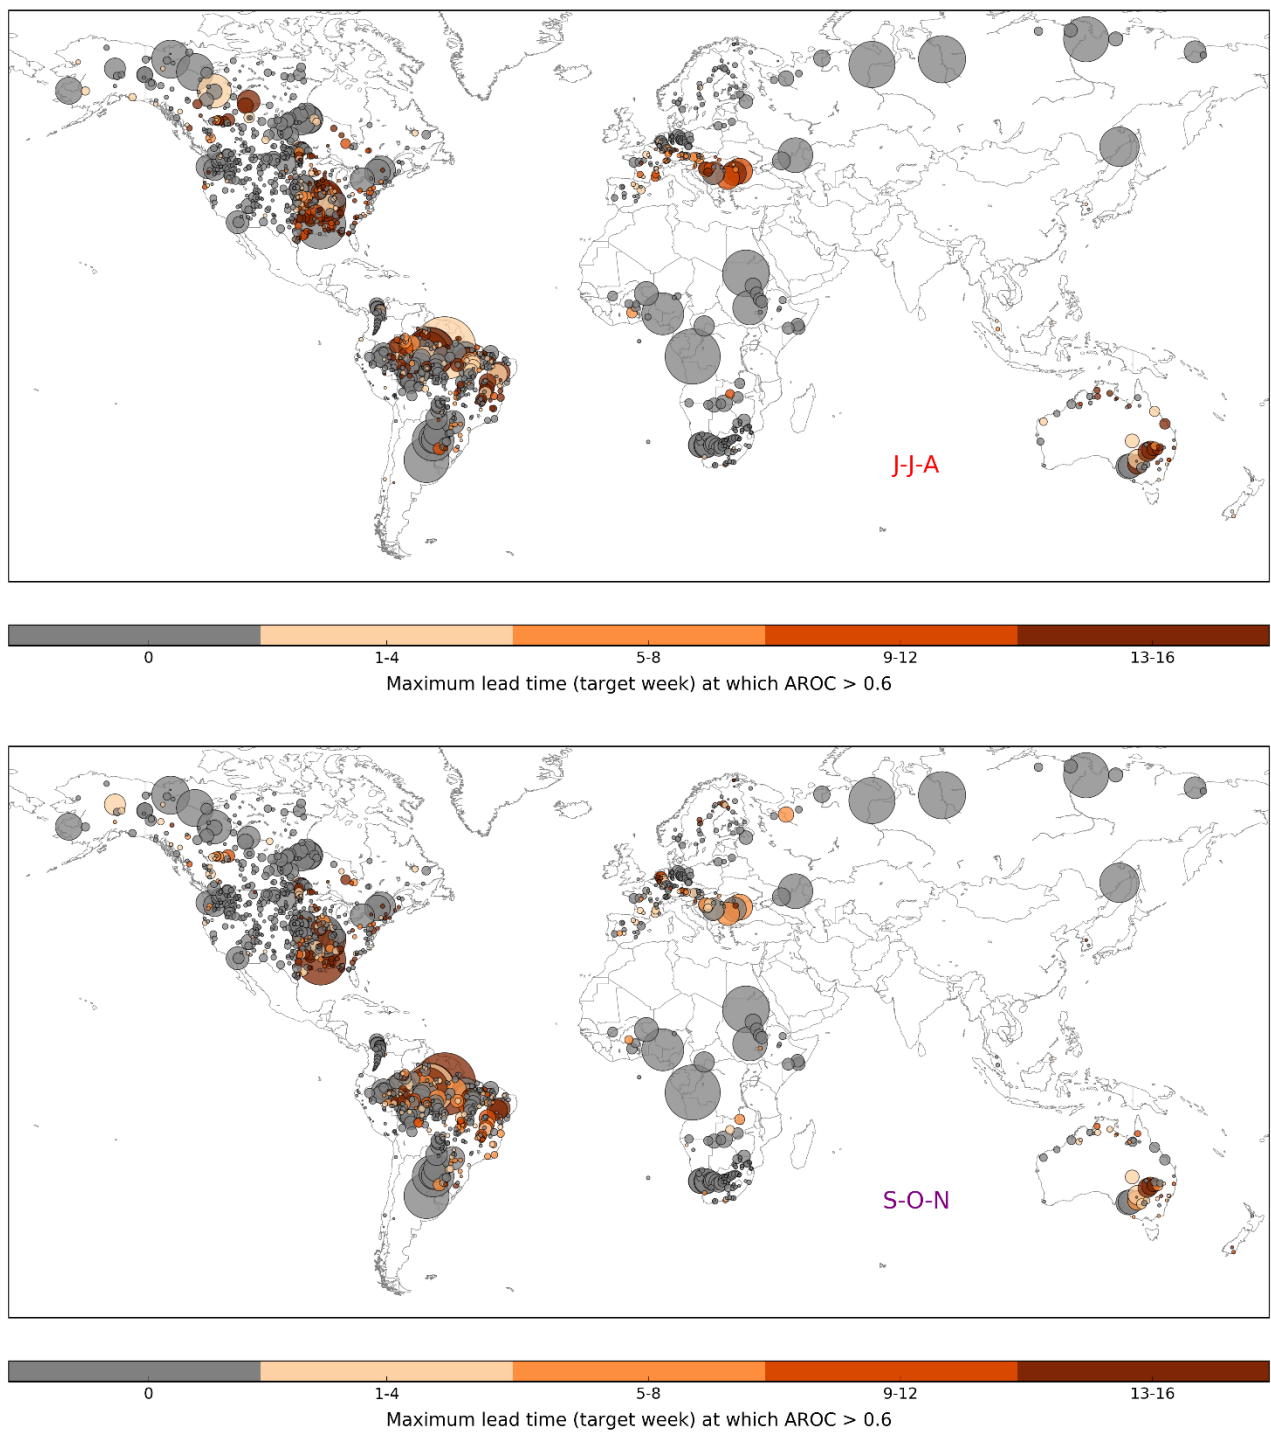 J-J-A
0 1-4 5-8 9-12 13-16
Maximum lead time (target week) at which AROC > 0.6
S-O-N
0 1-4 5-8 9-12 13-16
Maximum lead time (target week) at which AROC > 0.6